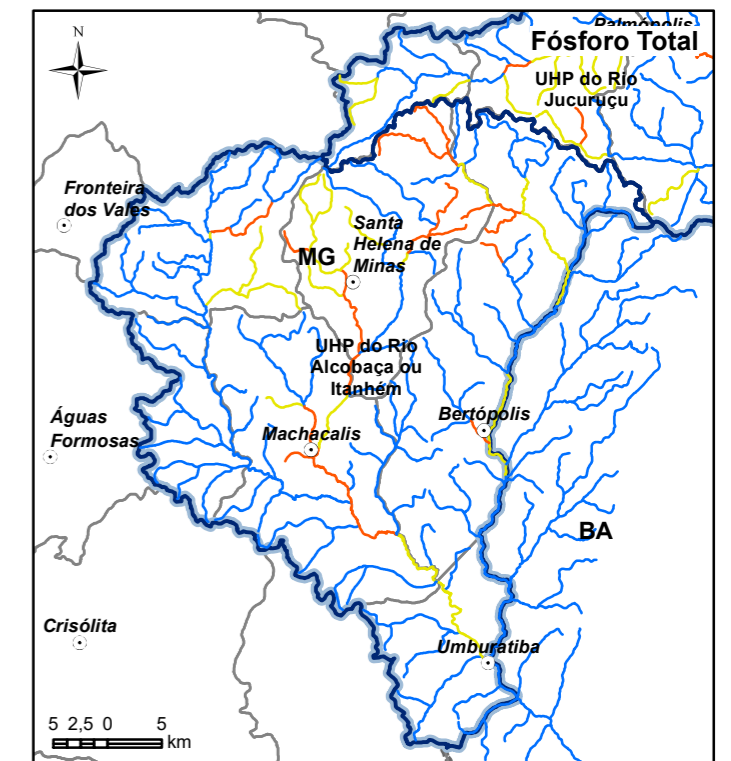 N
Palmópolis
Fósforo Total
UHP do Rio
Jucuruçu
Fronteira
dos Vales
Santa
Helena de
Minas
MG
UHP do Rio
Alcobaça ou
Itanhém
Águas
Formosas
Machacalis
Bertópolis
BA
Crisólita
Umburatiba
5 2,5 0 5
km